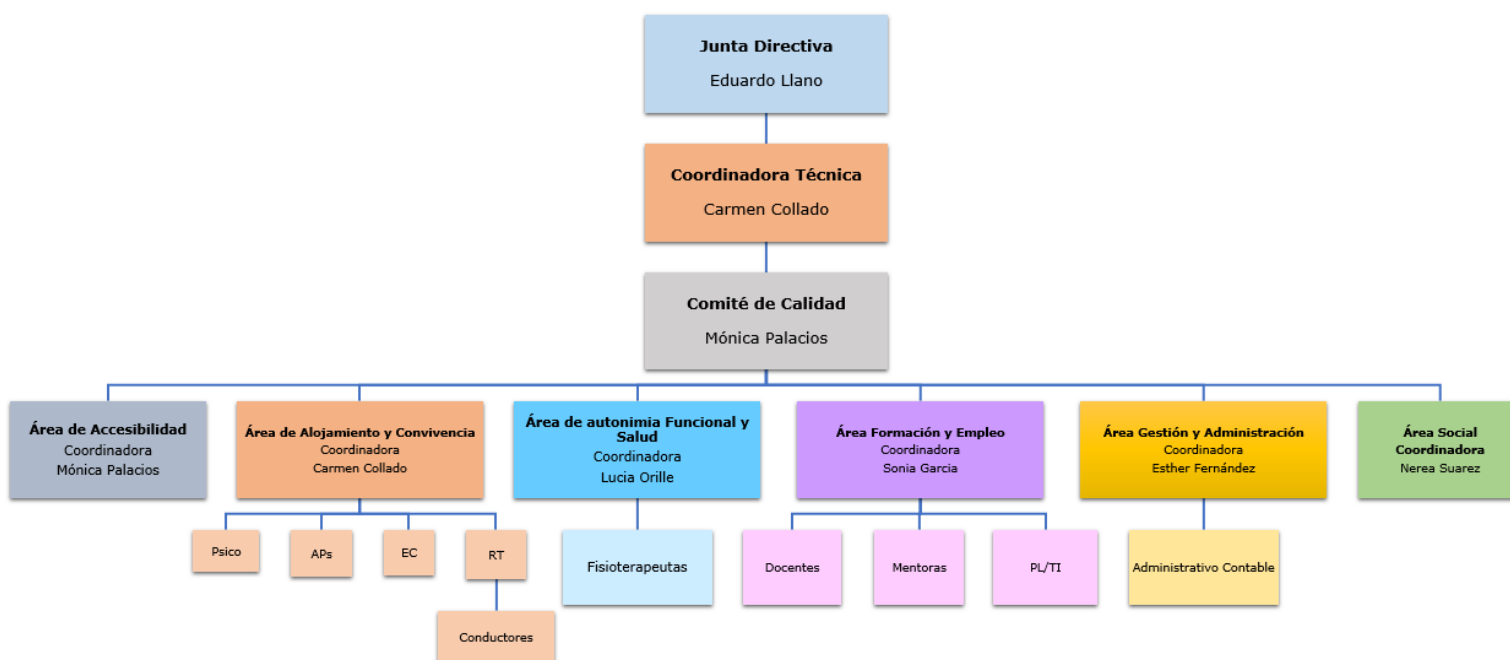 Junta Directiva
Eduardo Llano
Coordinadora Técnica
Carmen Collado
Comité de Calidad
Mónica Palacios
Área de Accesibilidad
Coordinadora
Mónica Palacios
Área de Alojamiento y Convivencia
Coordinadora
Carmen Collado
Área de autonimia Funcional y
Salud
Coordinadora
Lucia Orille
Área Formación y Empleo
Coordinadora
Sonia Garcia
Área Gestión y Administración
Coordinadora
Esther Fernández
Área Social
Coordinadora
Nerea Suarez
Psico
APs
EC
RT
Fisioterapeutas
Docentes
Mentoras
PL/TI
Administrativo Contable
Conductores